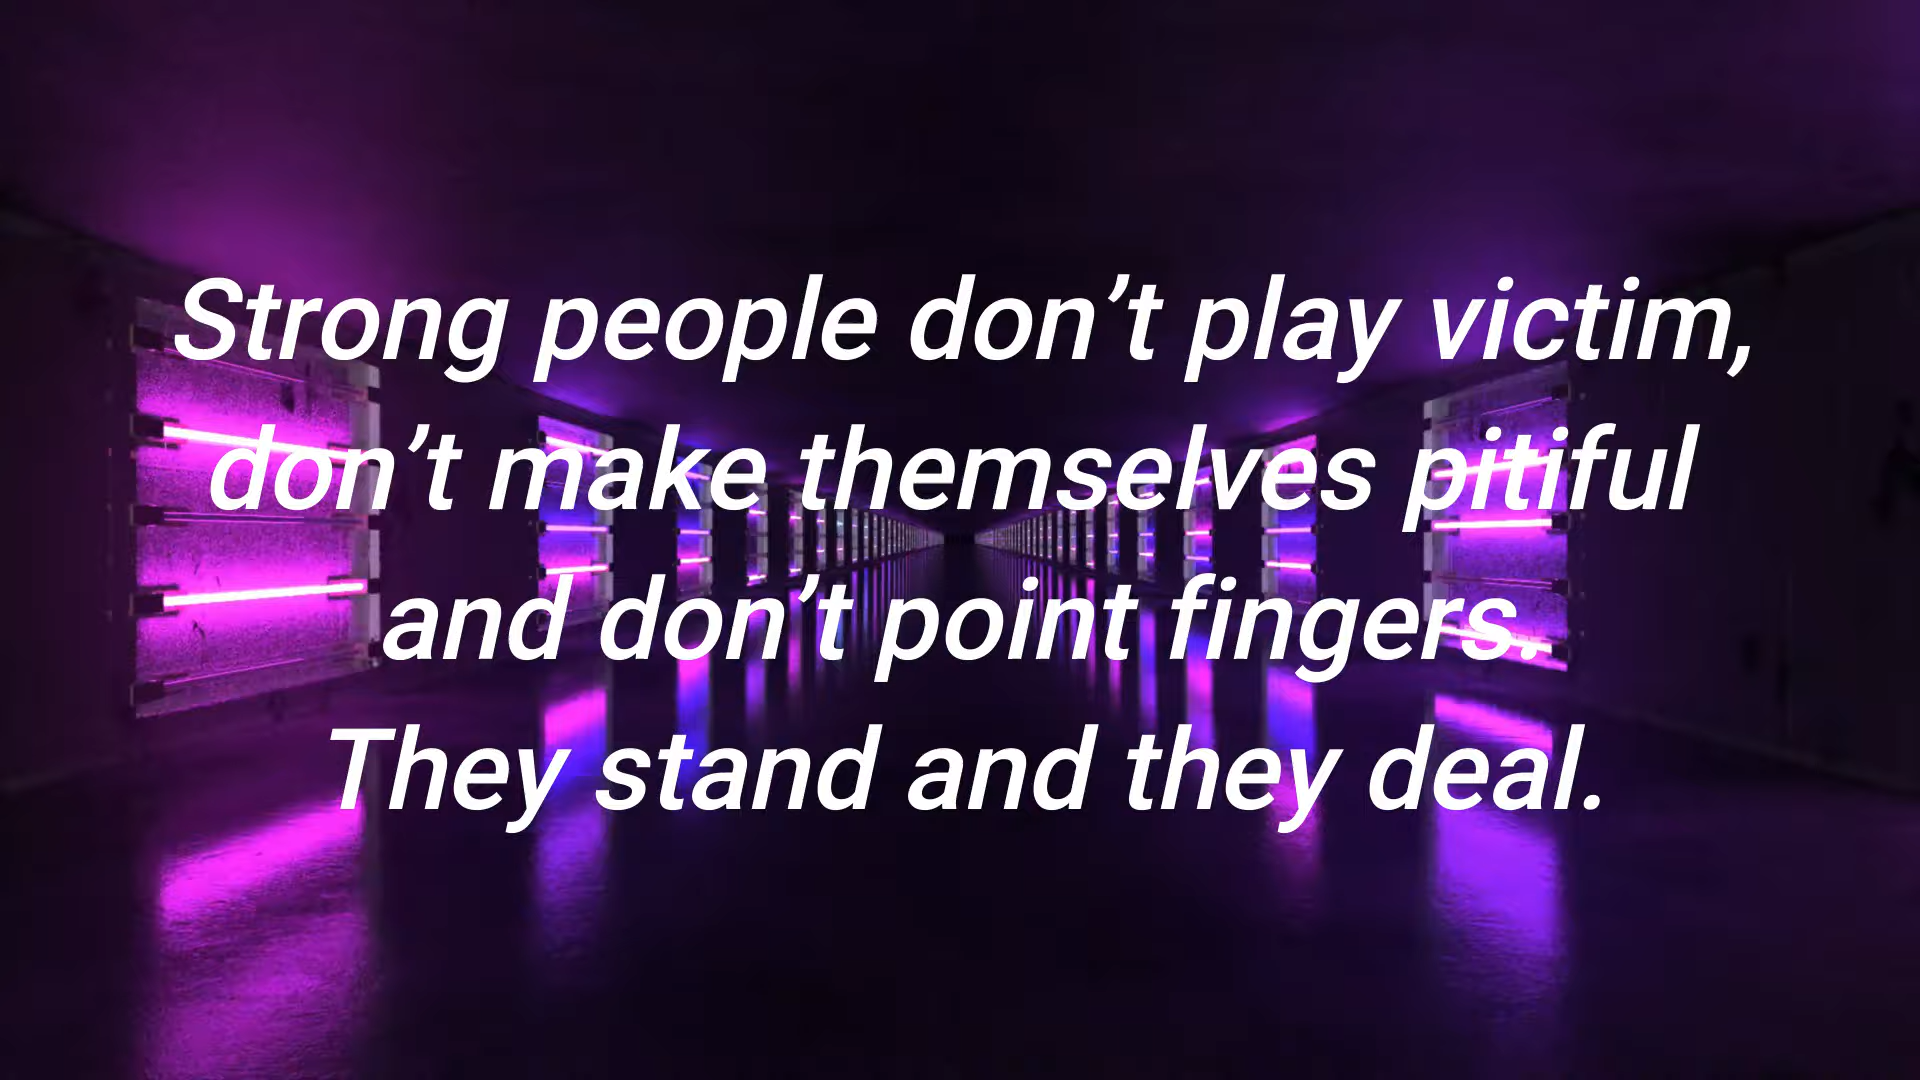 Strong people don’t play victim,
don’t make themselves pitiful
and don’t point fingers.
They stand and they deal.